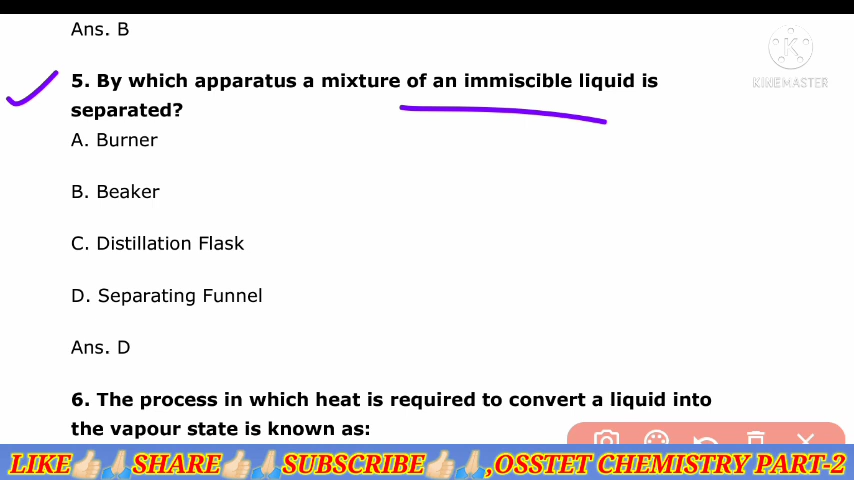 Ans. B
K
KINEMASTER
5. By which apparatus a mixture of an immiscible liquid is
separated?
A. Burner
B. Beaker
C. Distillation Flask
D. Separating Funnel
Ans. D
6. The process in which heat is required to convert a liquid into
the vapour state is known as:
LIKE👍🏻🙏🏻SHARE👍🏻🙏🏻SUBSCRIBE👍🏻🙏🏻,OSSTET CHEMISTRY PART-2